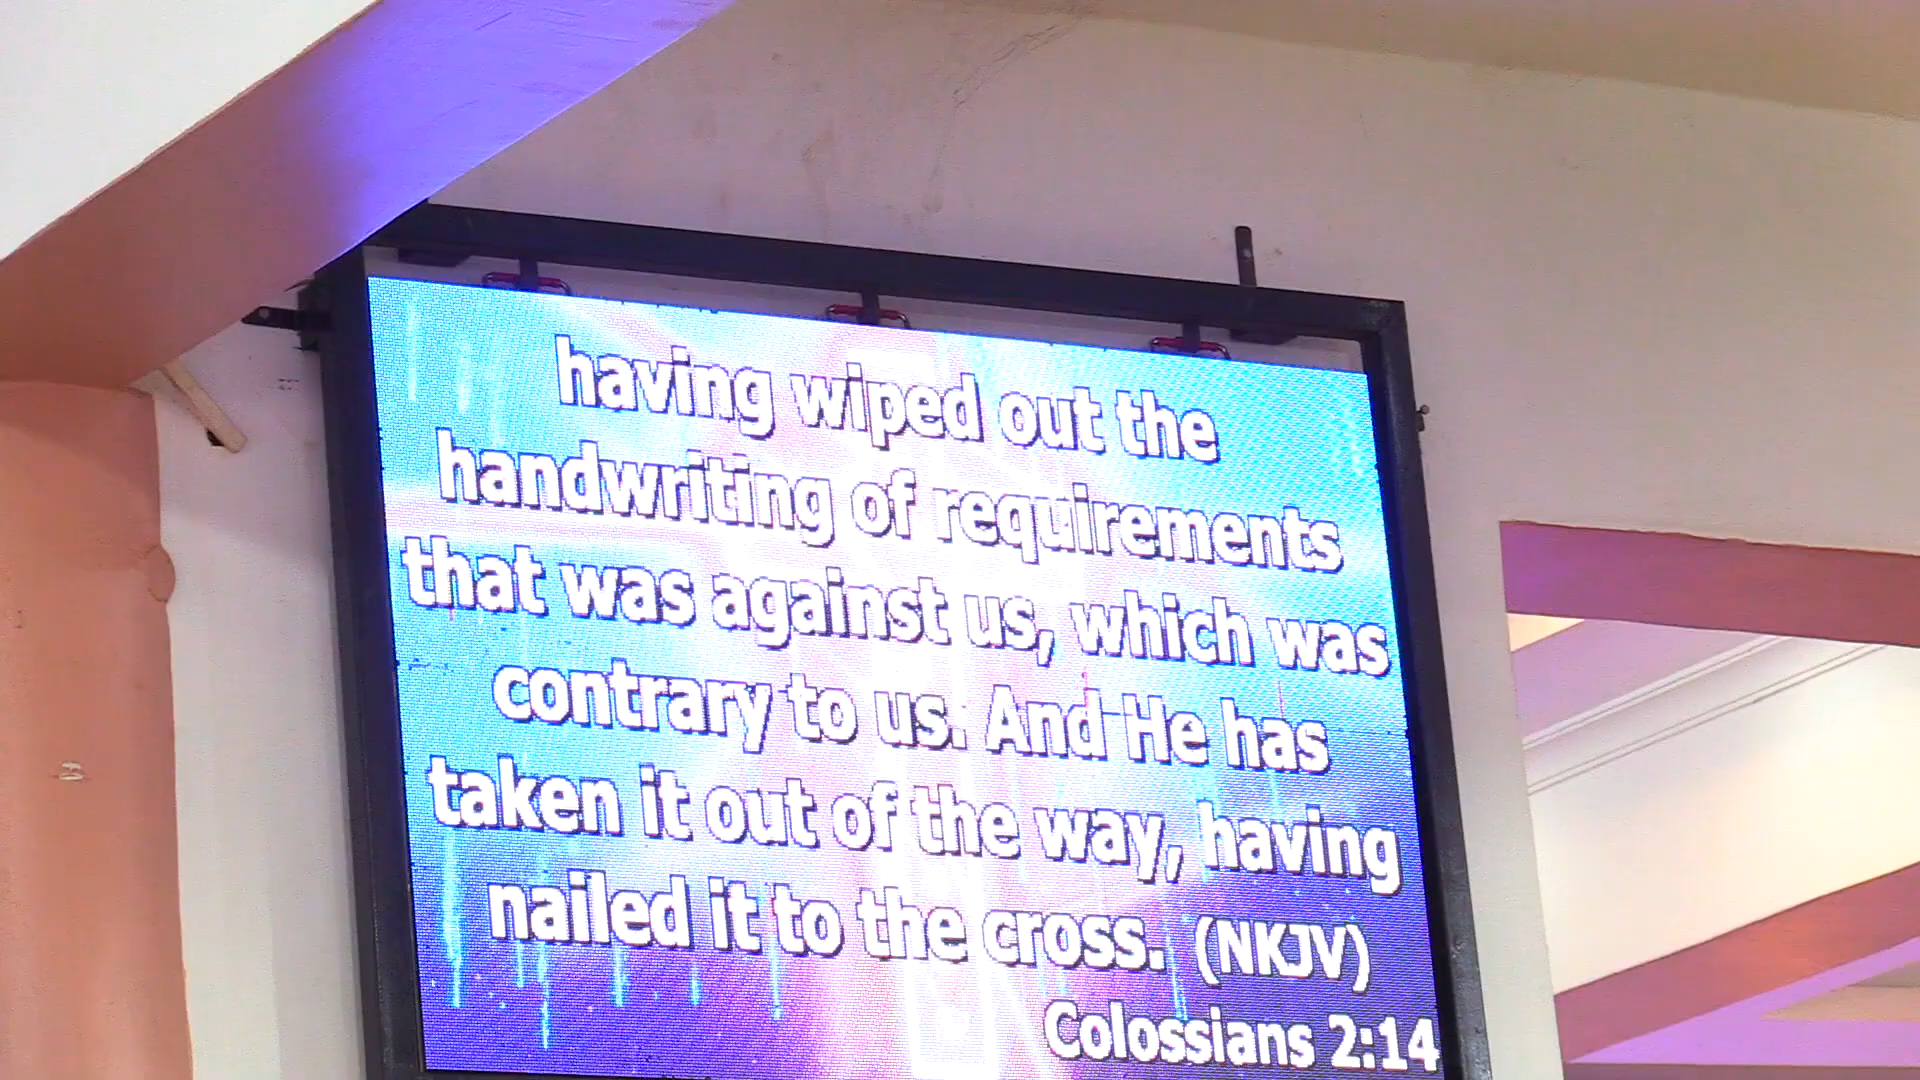 having wiped out the
handwriting of requirements
that was against us, which was
contrary to us. And He has
taken it out of the way, having
nailed it to the cross. (NKJV)
Colossians 2:14